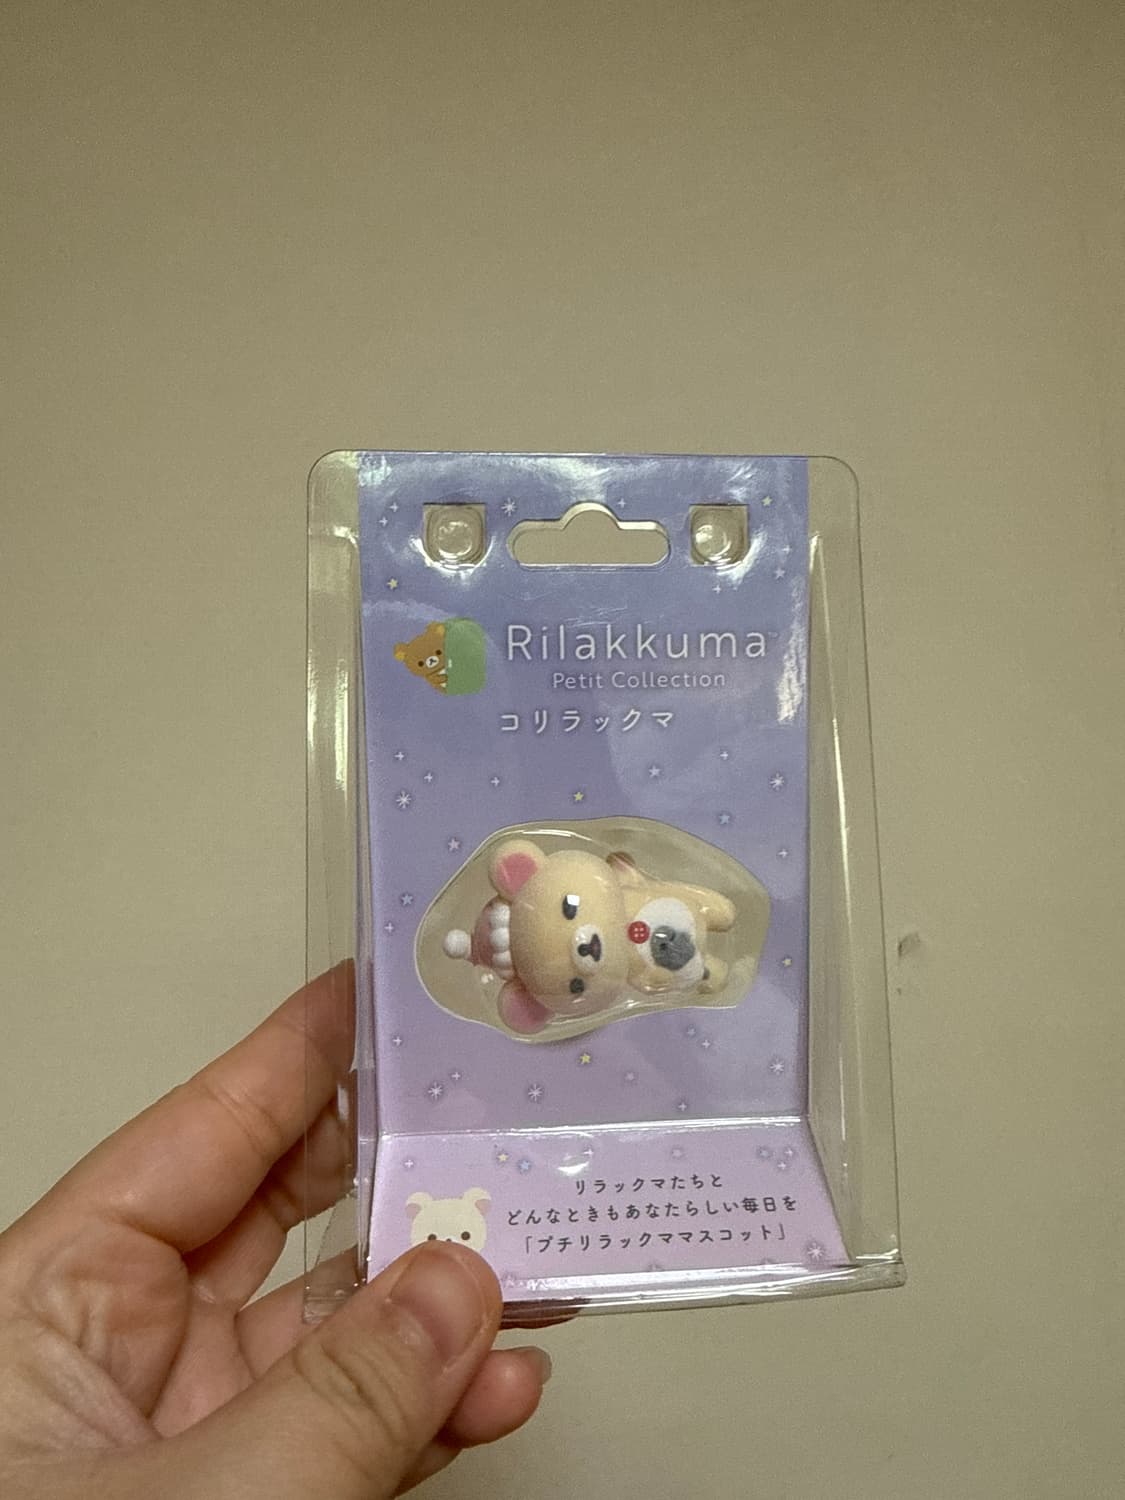 Rilakkuma™
Petit Collection
コリラックマ
リラックマたちと
どんなときもあなたらしい毎日を
「プチリラックママスコット」